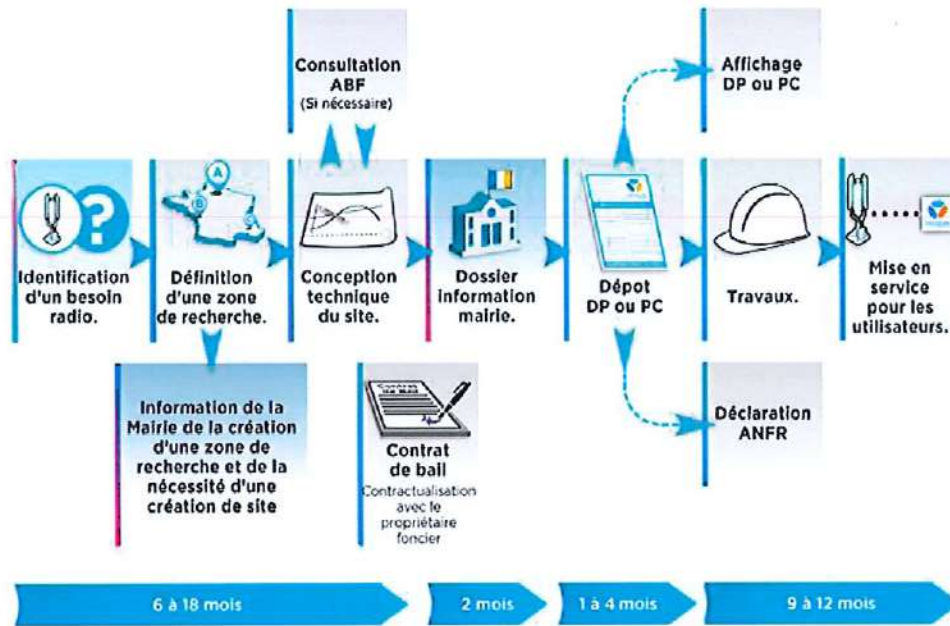 Consultation
ABF
(Si nécessaire)
Affichage
DP ou PC
A
B
Identification
d'un besoin
radio.
Définition
d'une zone
de recherche.
Conception
technique
du site.
Dossier
information
mairie.
Dépot
DP ou PC
Travaux.
Mise en
service
pour les
utilisateurs.
Information de la
Mairie de la création
d'une zone de
recherche et de la
nécessité d'une
création de site
Contrat
de Bail
Contrat
de bail
Contractualisation
avec le
propriétaire
foncier
Déclaration
ANFR
6 à 18 mois
2 mois
1 à 4 mois
9 à 12 mois